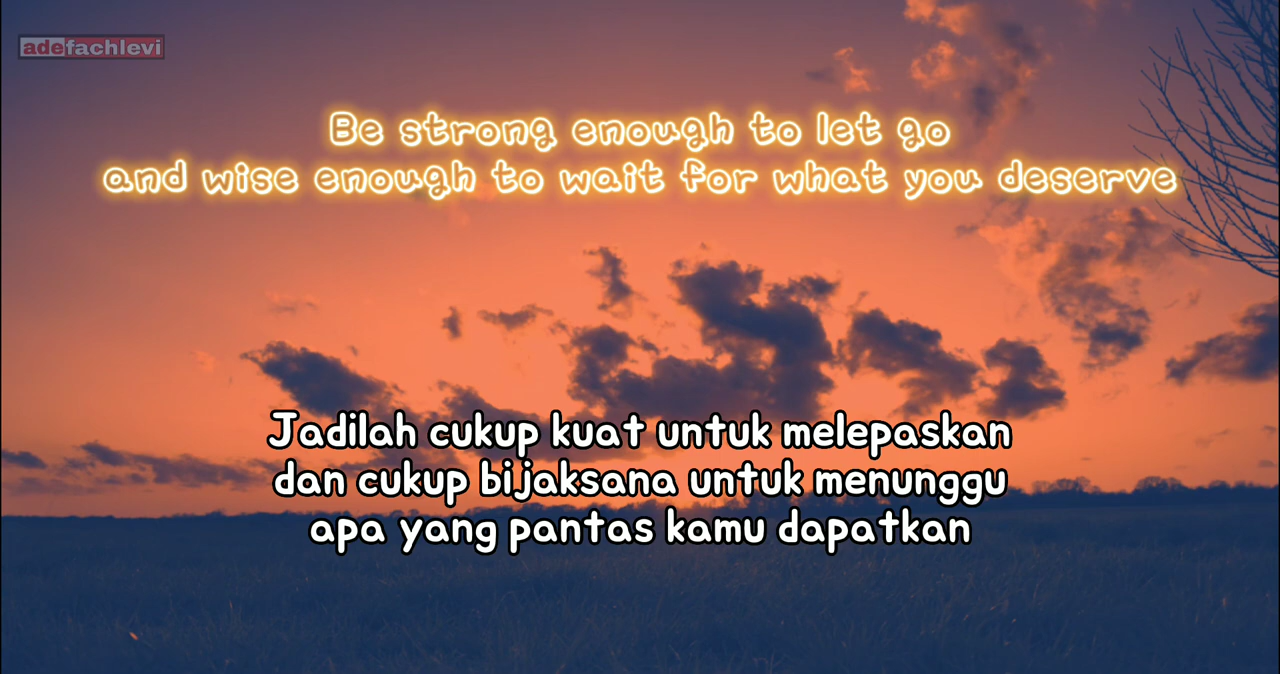 adefachlevi
Be strong enough to let go
and wise enough to wait for what you deserve
Jadilah cukup kuat untuk melepaskan
dan cukup bijaksana untuk menunggu
apa yang pantas kamu dapatkan